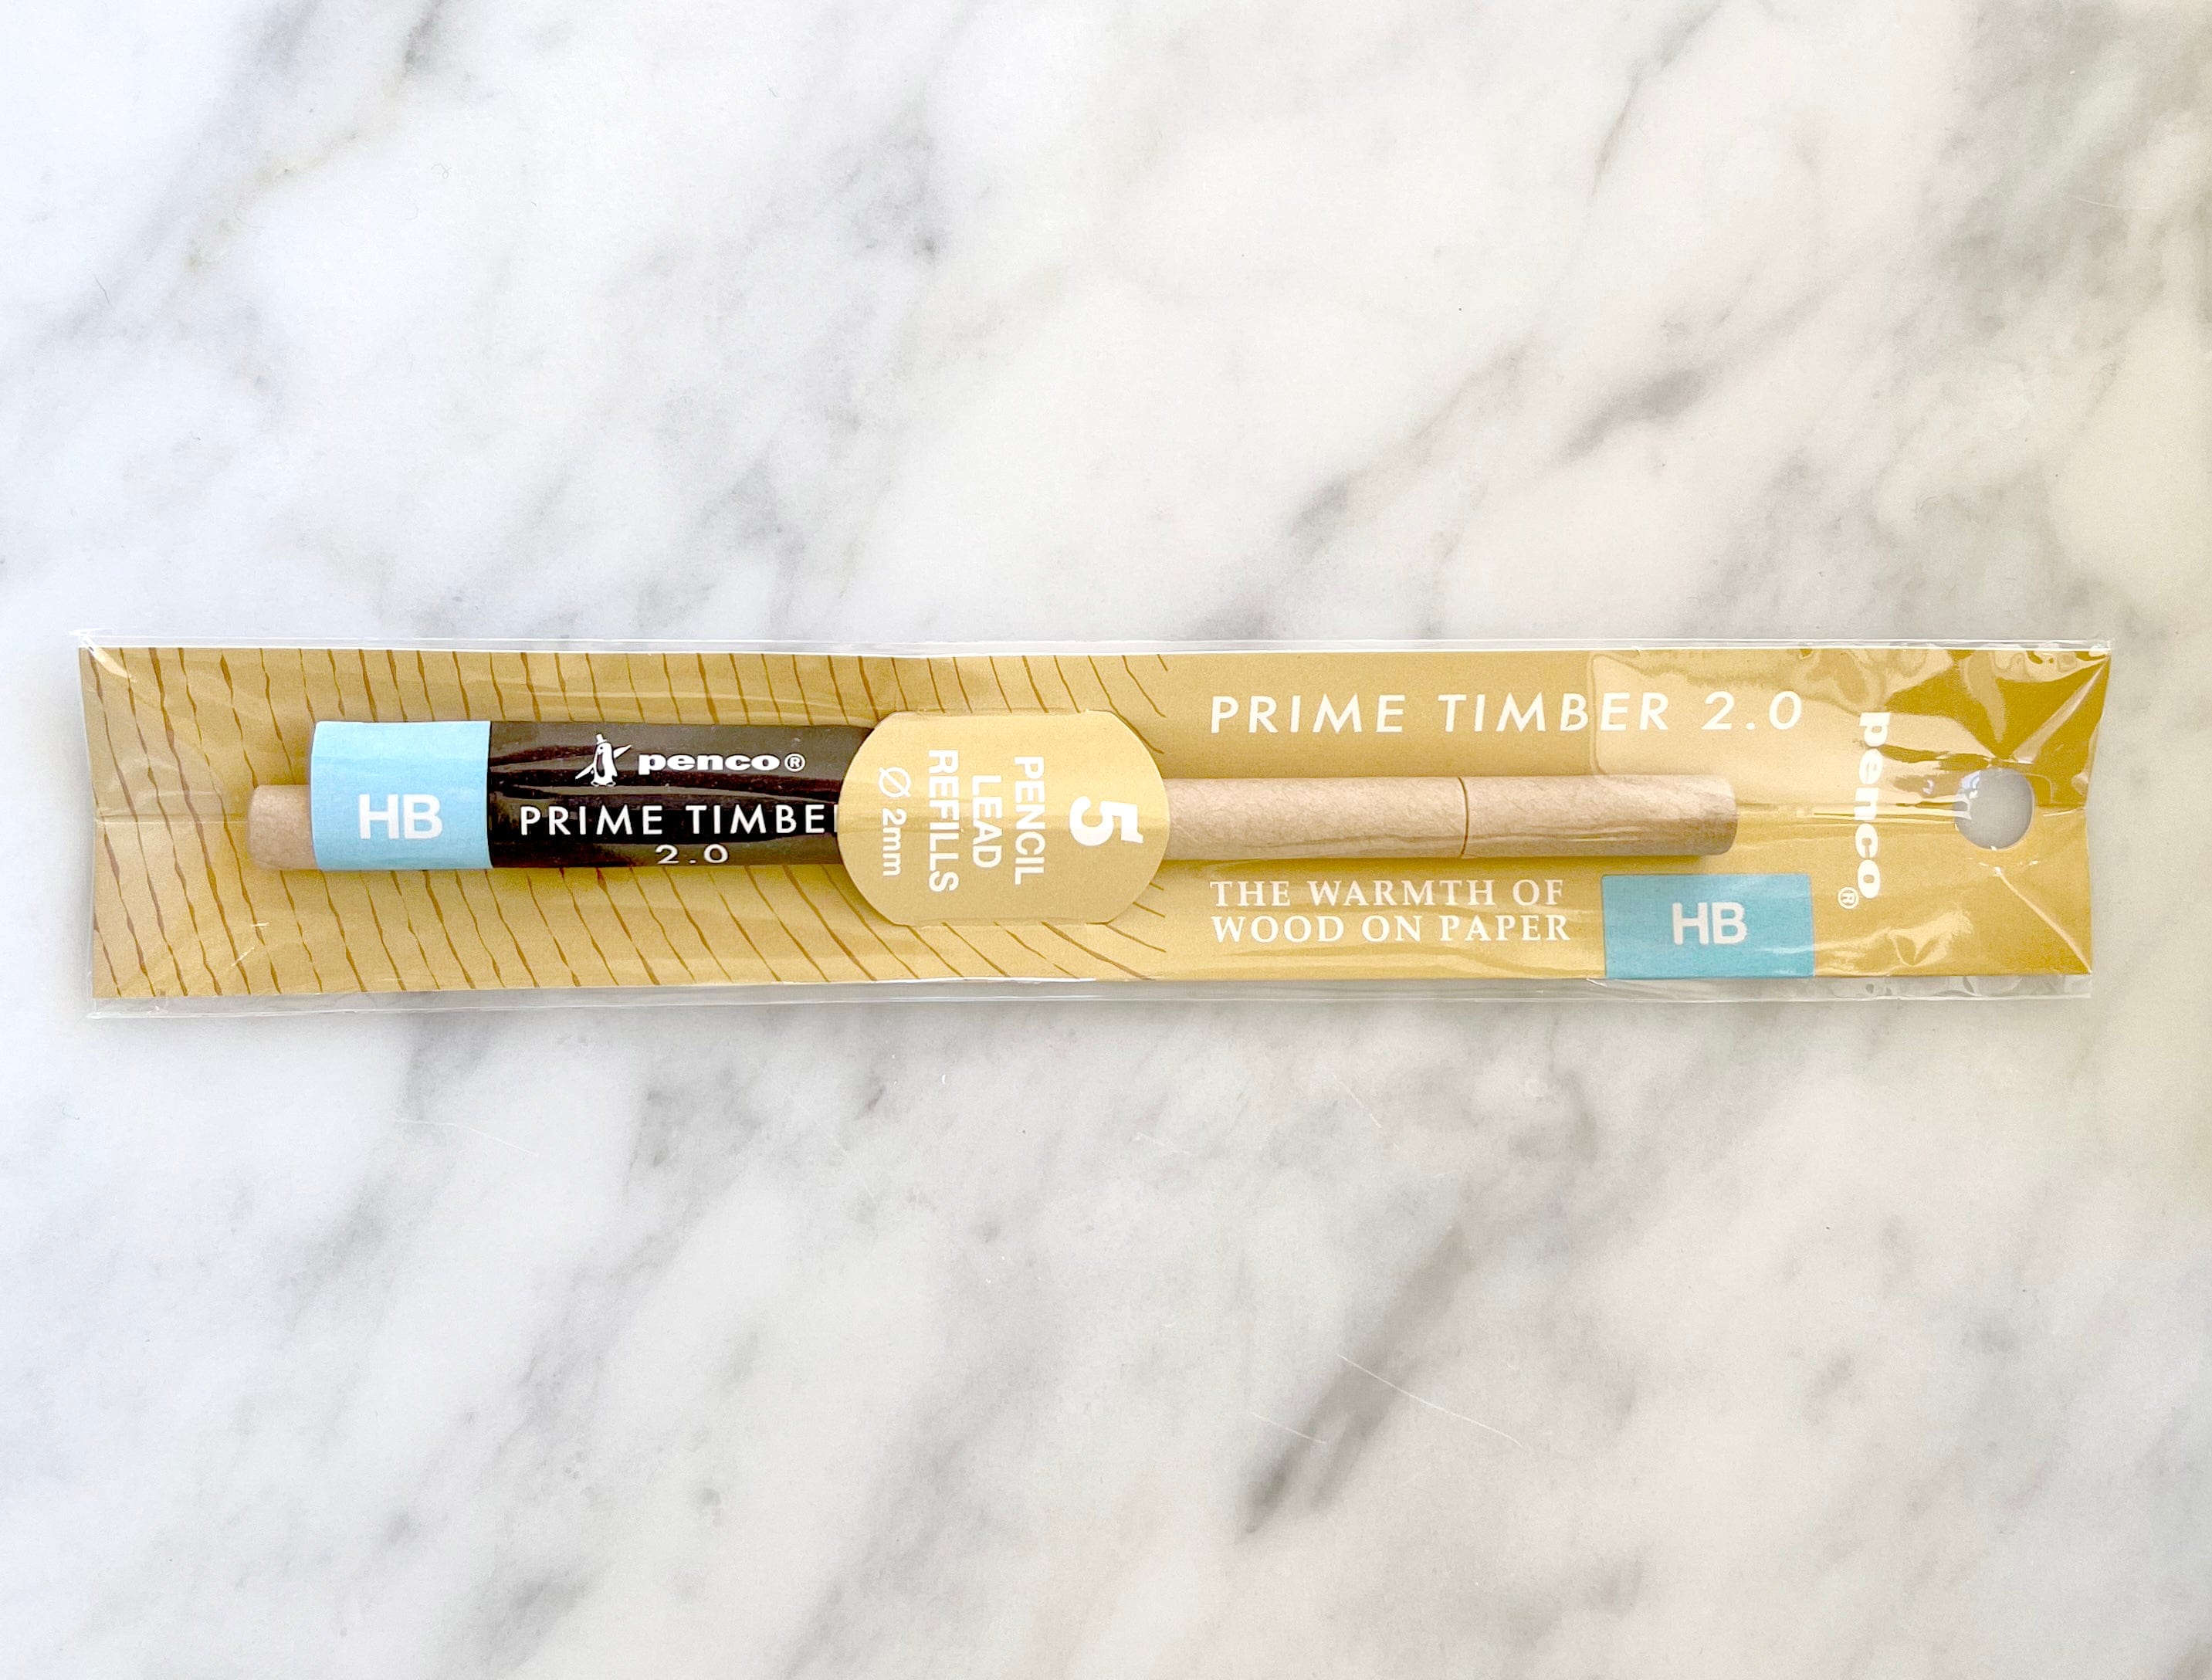 HB
penco®
PRIME TIMBE
2.0
5
PENCIL
LEAD
REFILLS
Ø 2mm
PRIME TIMBER 2.0
THE WARMTH OF
WOOD ON PAPER
HB
penco®